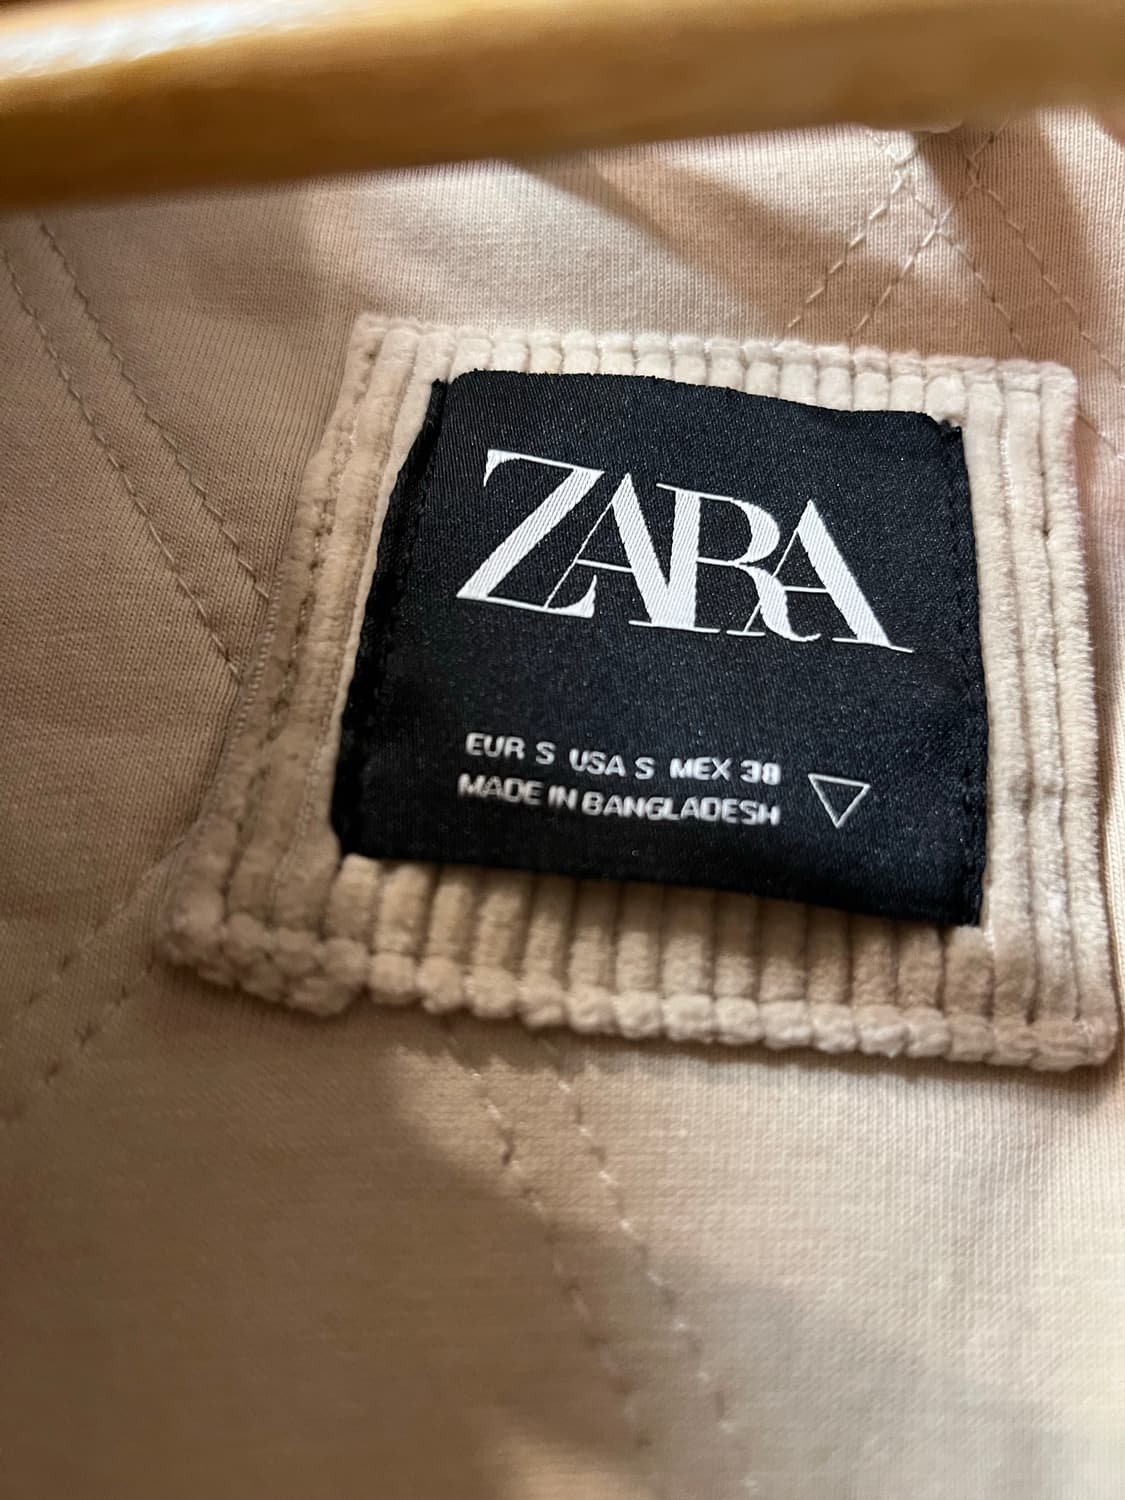 ZARA
EUR S USA S MEX 38
MADE IN BANGLADESH